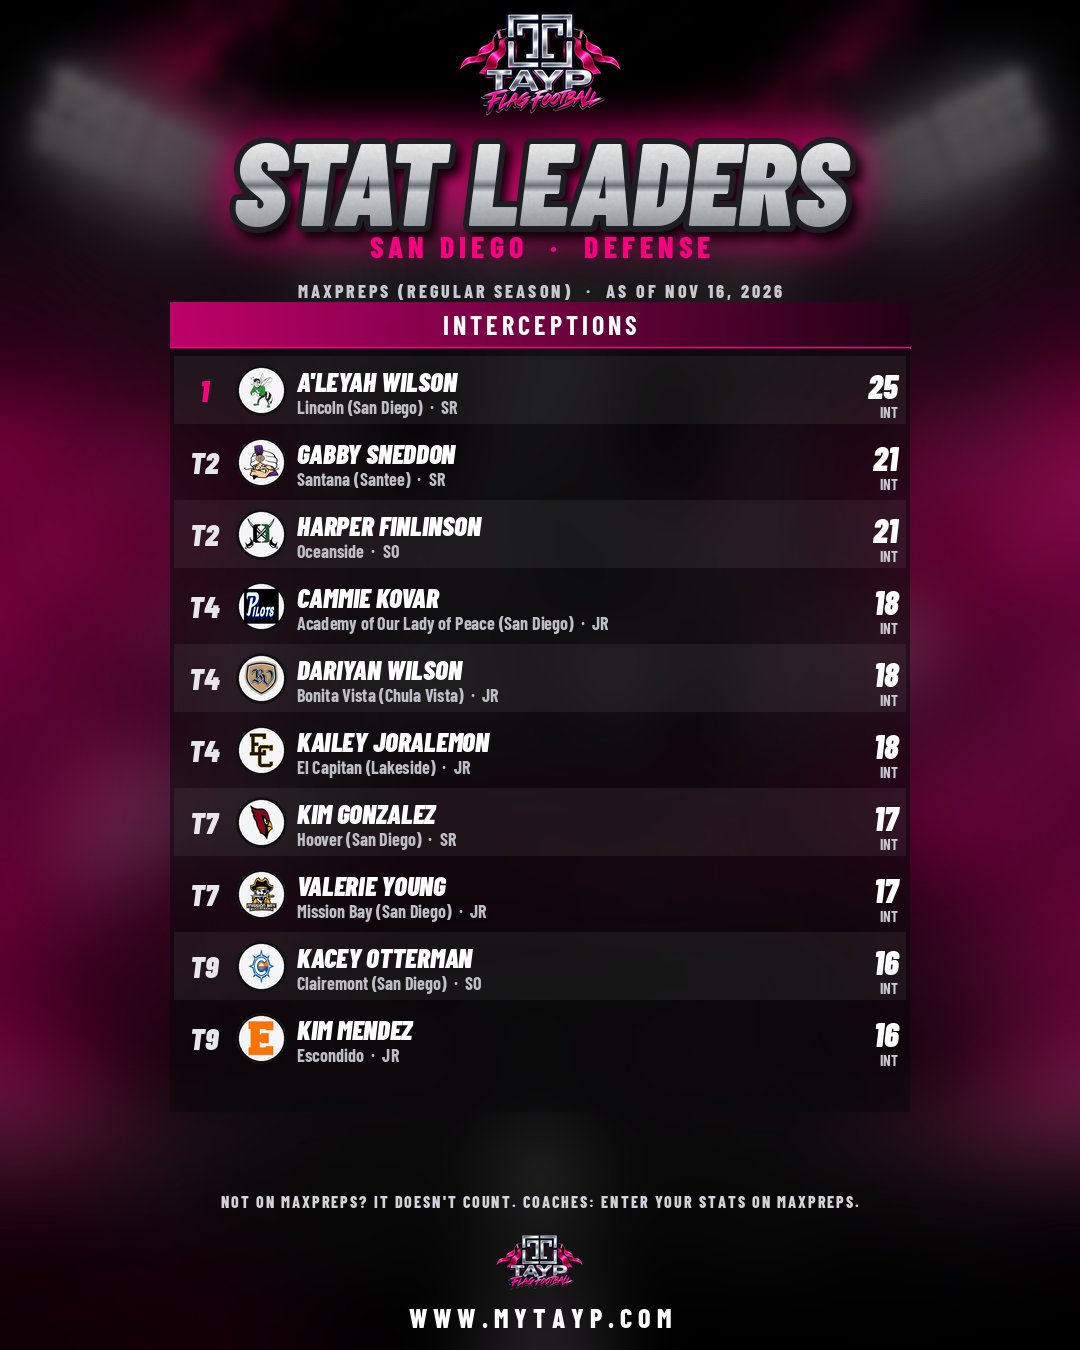 TAYP
FLAG FOOTBALL
STAT LEADERS
SAN DIEGO · DEFENSE
MAXPREPS (REGULAR SEASON) · AS OF NOV 16, 2026
INTERCEPTIONS
1
A'LEYAH WILSON
25
Lincoln (San Diego) · SR
INT
T2
GABBY SNEDDON
21
Santana (Santee) · SR
INT
T2
HARPER FINLINSON
21
Oceanside · SO
INT
T4
PILOTS
CAMMIE KOVAR
18
Academy of Our Lady of Peace (San Diego) · JR
INT
T4
BV
DARIYAN WILSON
18
Bonita Vista (Chula Vista) · JR
INT
T4
EC
KAILEY JORALEMON
18
El Capitan (Lakeside) · JR
INT
T7
KIM GONZALEZ
17
Hoover (San Diego) · SR
INT
T7
MISSION BAY
VALERIE YOUNG
17
Mission Bay (San Diego) · JR
INT
T9
C
KACEY OTTERMAN
16
Clairemont (San Diego) · SO
INT
T9
E
KIM MENDEZ
16
Escondido · JR
INT
NOT ON MAXPREPS? IT DOESN'T COUNT. COACHES: ENTER YOUR STATS ON MAXPREPS.
TAYP
FLAG FOOTBALL
WWW.MYTAYP.COM